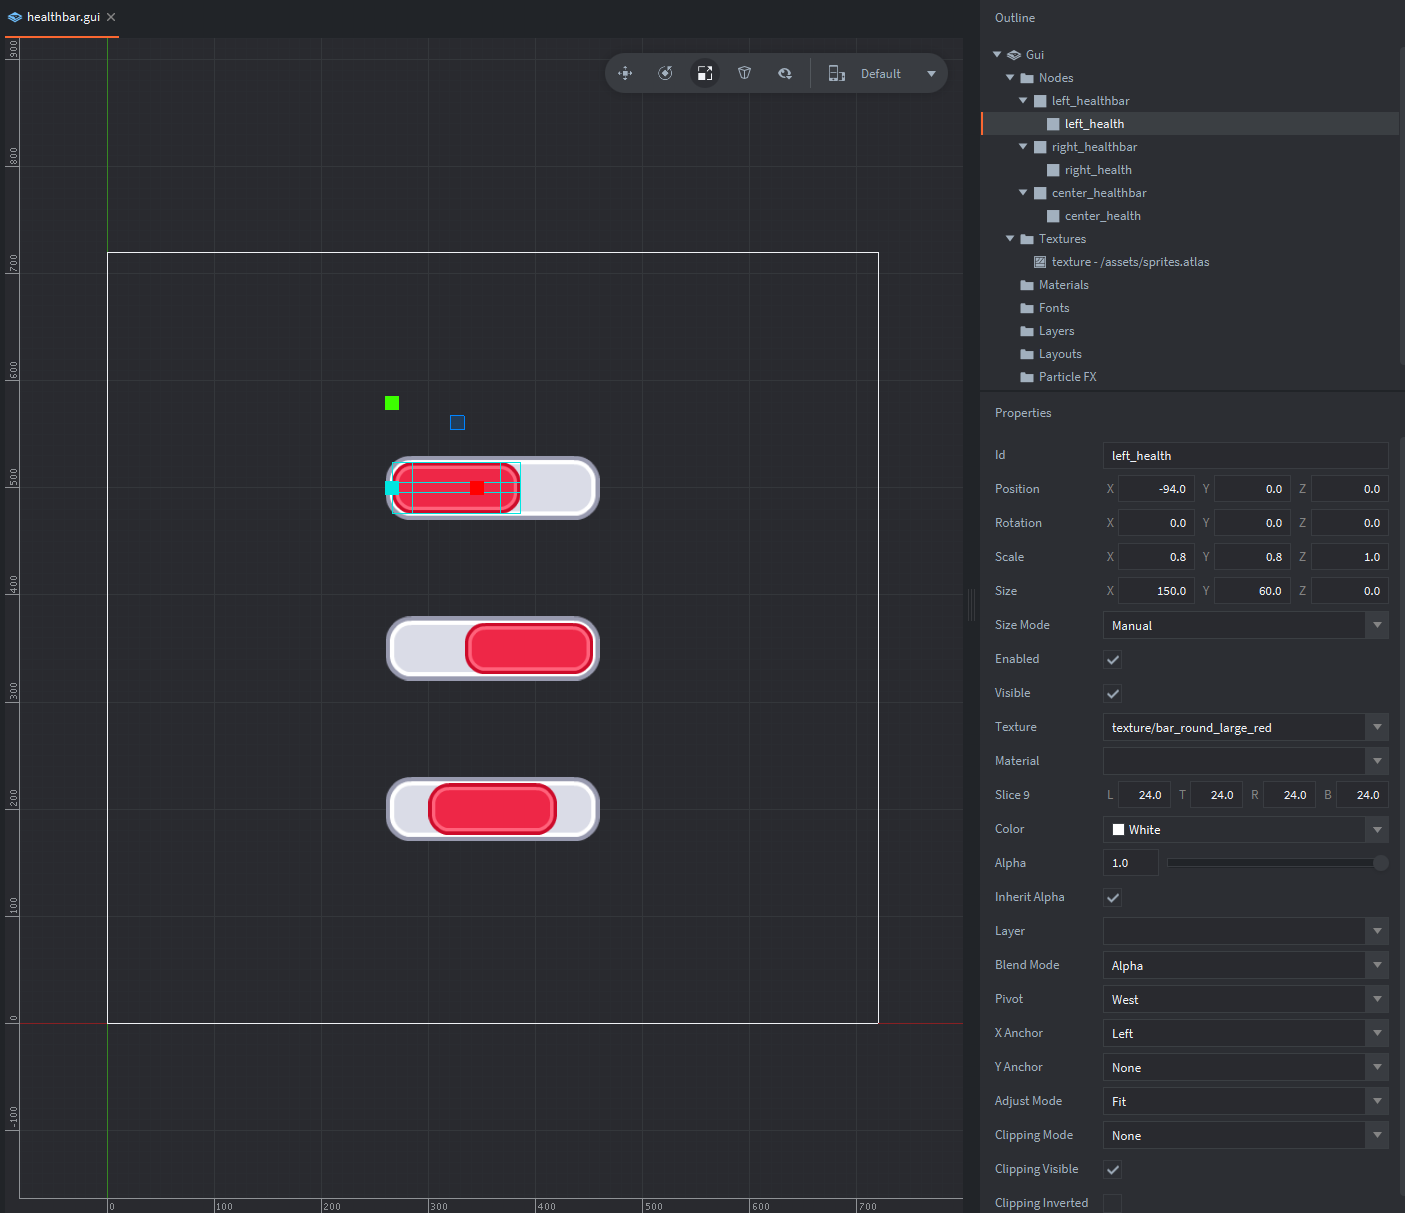 healthbar.gui
Default
900
800
700
600
500
400
300
200
100
0
-100
0 100 200 300 400 500 600 700
Outline
Gui
Nodes
left_healthbar
left_health
right_healthbar
right_health
center_healthbar
center_health
Textures
texture - /assets/sprites.atlas
Materials
Fonts
Layers
Layouts
Particle FX
Properties
Id left_health
Position X -94.0 Y 0.0 Z 0.0
Rotation X 0.0 Y 0.0 Z 0.0
Scale X 0.8 Y 0.8 Z 1.0
Size X 150.0 Y 60.0 Z 0.0
Size Mode Manual
Enabled
Visible
Texture texture/bar_round_large_red
Material
Slice 9 L 24.0 T 24.0 R 24.0 B 24.0
Color White
Alpha 1.0
Inherit Alpha
Layer
Blend Mode Alpha
Pivot West
X Anchor Left
Y Anchor None
Adjust Mode Fit
Clipping Mode None
Clipping Visible
Clipping Inverted